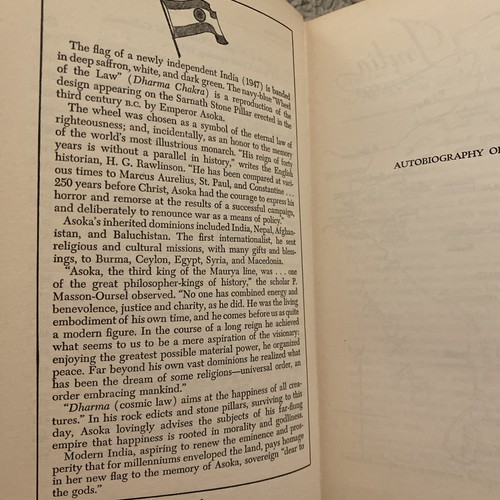 The flag of a newly independent India (1947) is banded
in deep saffron, white, and dark green. The navy-blue "Wheel
of the Law" (Dharma Chakra) is a reproduction of the
design appearing on the Sarnath Stone Pillar erected in the
third century B.C. by Emperor Asoka.
The wheel was chosen as a symbol of the eternal law of
righteousness; and, incidentally, as an honor to the memory
of the world's most illustrious monarch. "His reign of forty
years is without a parallel in history," writes the English
historian, H. G. Rawlinson. "He has been compared at vari-
ous times to Marcus Aurelius, St. Paul, and Constantine . . .
250 years before Christ, Asoka had the courage to express his
horror and remorse at the results of a successful campaign,
and deliberately to renounce war as a means of policy."
Asoka's inherited dominions included India, Nepal, Afghan-
istan, and Baluchistan. The first internationalist, he sent
religious and cultural missions, with many gifts and bless-
ings, to Burma, Ceylon, Egypt, Syria, and Macedonia.
"Asoka, the third king of the Maurya line, was . . . one
of the great philosopher-kings of history," the scholar P.
Masson-Oursel observed. "No one has combined energy and
benevolence, justice and charity, as he did. He was the living
embodiment of his own time, and he comes before us as quite
a modern figure. In the course of a long reign he achieved
what seems to us to be a mere aspiration of the visionary:
enjoying the greatest possible material power, he organized
peace. Far beyond his own vast dominions he realized what
has been the dream of some religions—universal order, an
order embracing mankind."
"Dharma (cosmic law) aims at the happiness of all crea-
tures." In his rock edicts and stone pillars, surviving to this
day, Asoka lovingly advises the subjects of his far-flung
empire that happiness is rooted in morality and godliness.
Modern India, aspiring to renew the eminence and pros-
perity that for millenniums enveloped the land, pays homage
in her new flag to the memory of Asoka, sovereign "dear to
the gods."
AUTOBIOGRAPHY OF